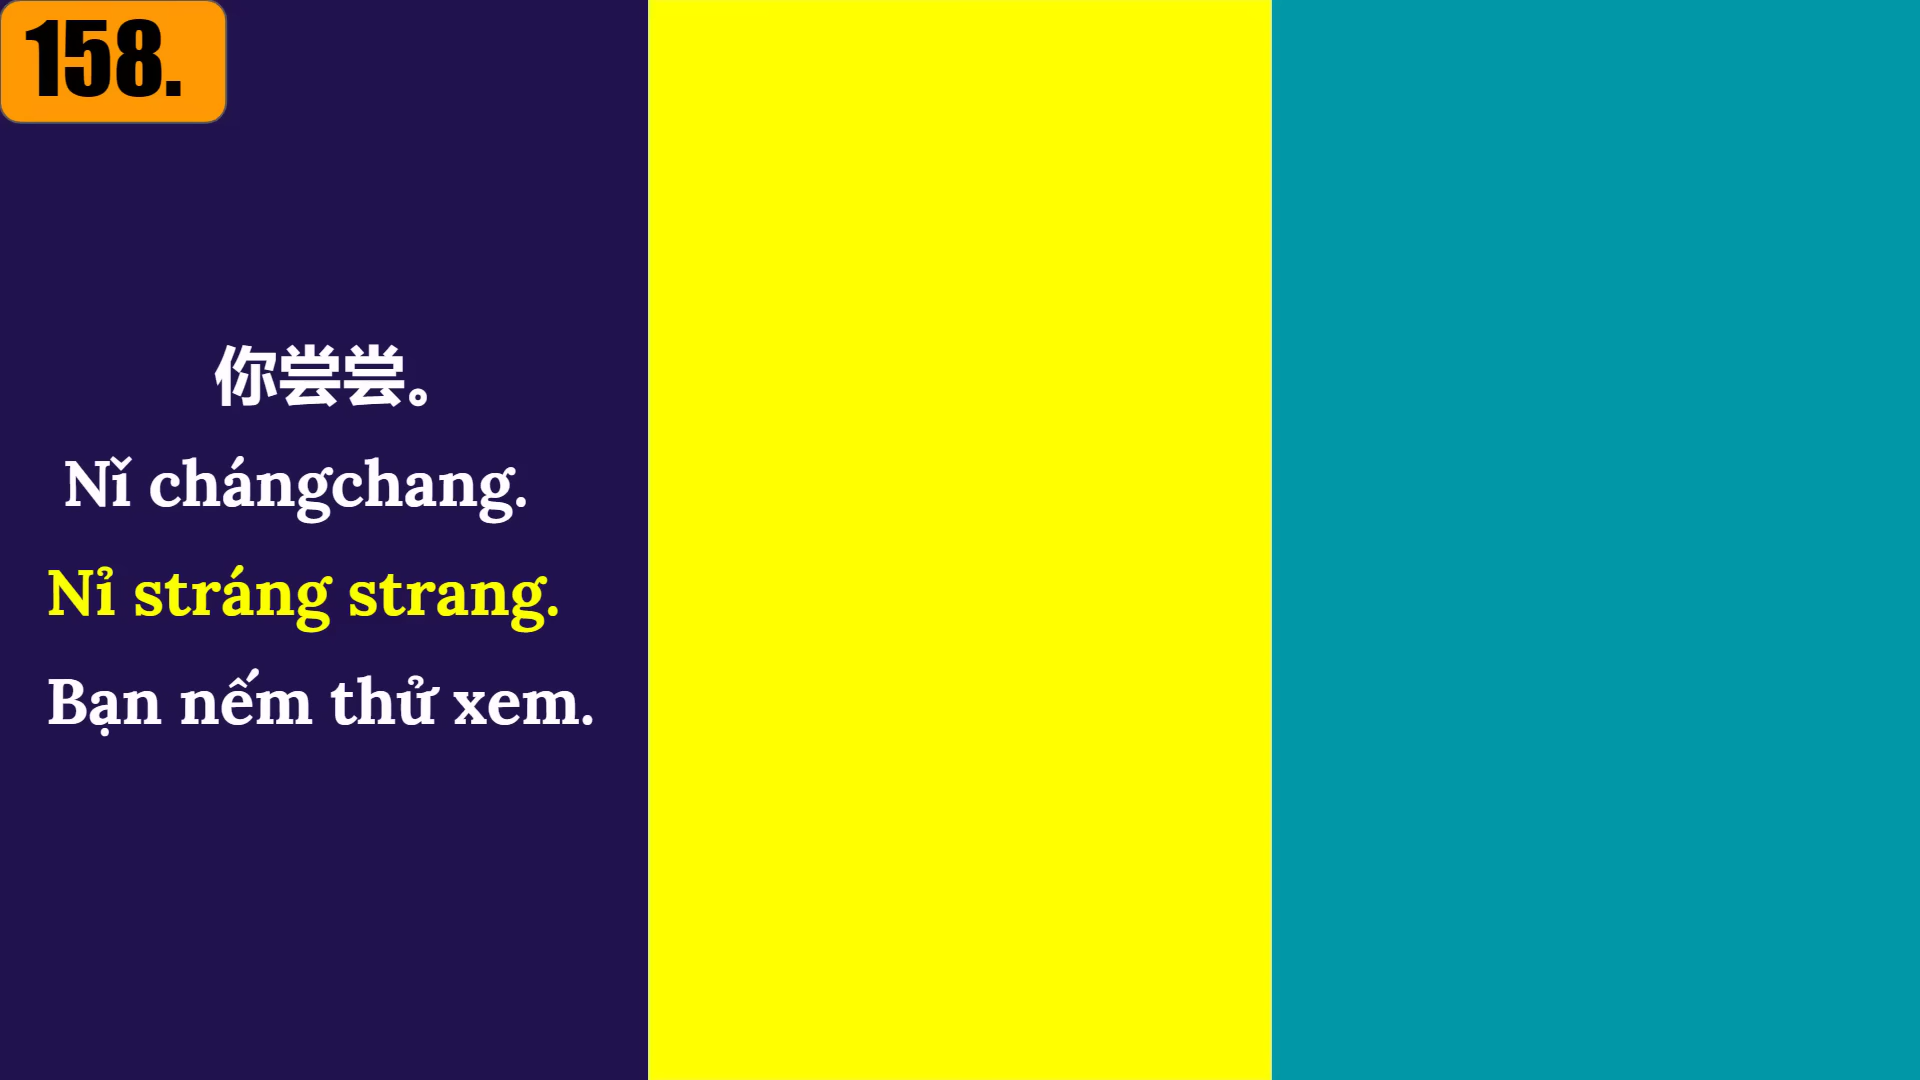 158.
你尝尝。
Nǐ chángchang.
Nỉ stráng strang.
Bạn nếm thử xem.